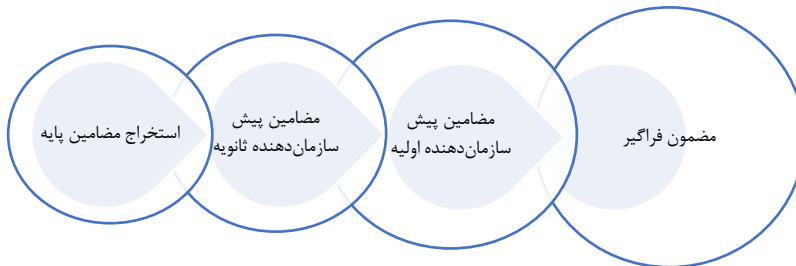 استخراج مضامین پایه
مضامین پیش
سازمان‌دهنده ثانویه
مضامین پیش
سازمان‌دهنده اولیه
مضمون فراگیر